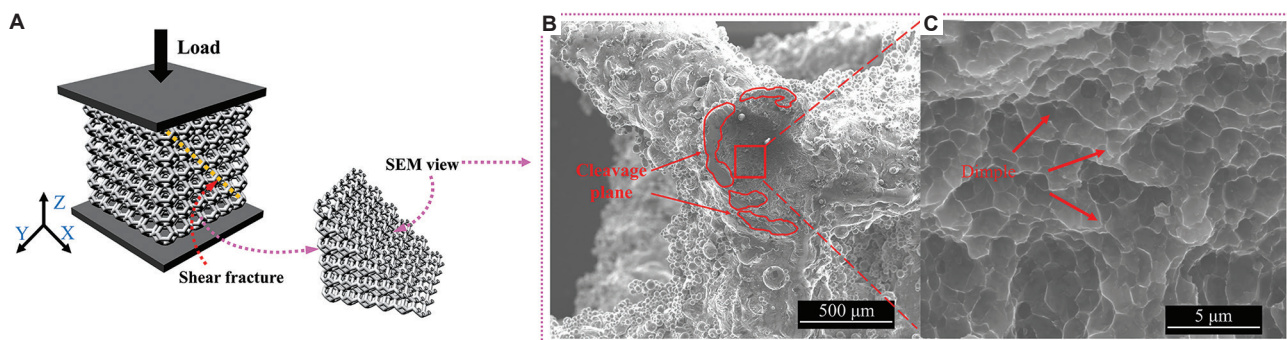 A
Load
SEM view
Z
Y
X
Shear fracture
B
Cleavage
plane
500 μm
C
Dimple
5 μm